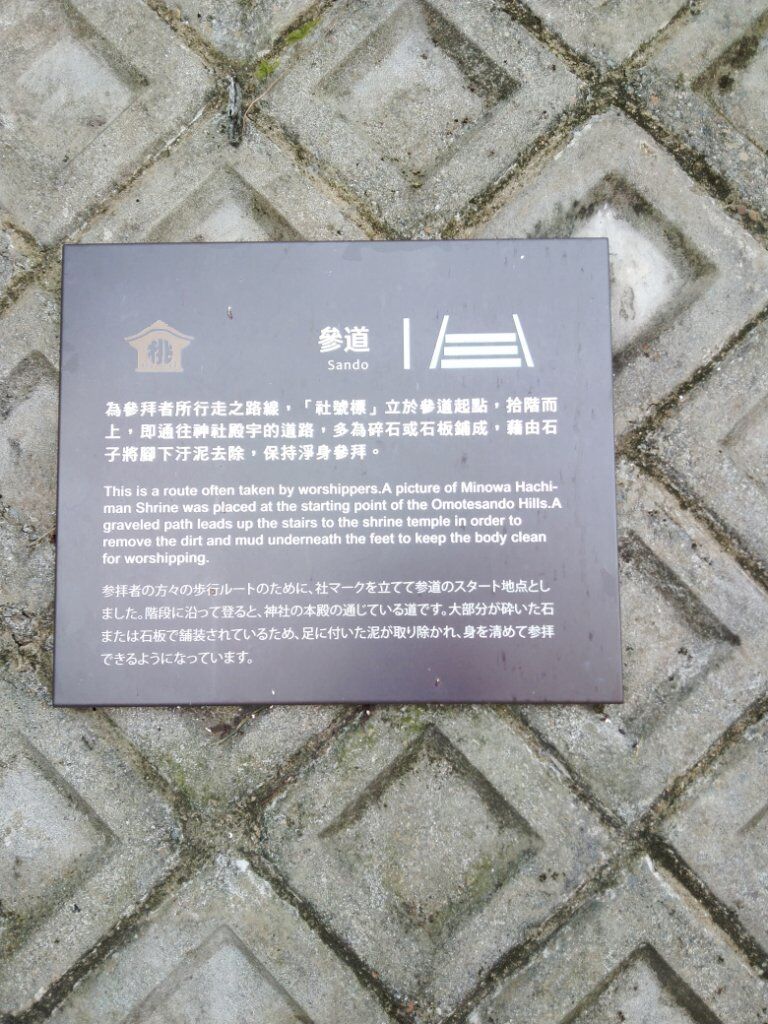 桃
參道
Sando
為參拜者所行走之路線，「社號標」立於參道起點，拾階而
上，即通往神社殿宇的道路，多為碎石或石板鋪成，藉由石
子將腳下汙泥去除，保持淨身參拜。
This is a route often taken by worshippers.A picture of Minowa Hachi-
man Shrine was placed at the starting point of the Omotesando Hills.A
graveled path leads up the stairs to the shrine temple in order to
remove the dirt and mud underneath the feet to keep the body clean
for worshipping.
参拝者の方々の歩行ルートのために、社マークを立てて参道のスタート地点とし
ました。階段に沿って登ると、神社の本殿の通じている道です。大部分が砕いた石
または石板で舗装されているため、足に付いた泥が取り除かれ、身を清めて参拝
できるようになっています。